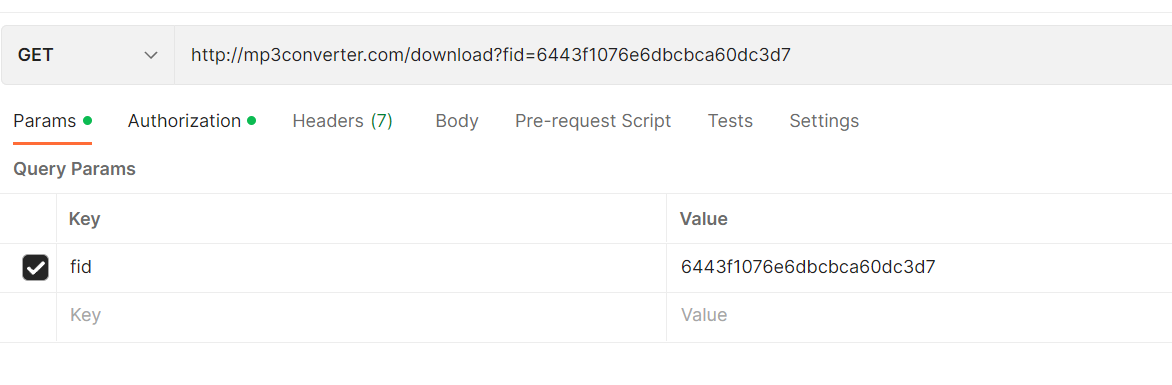 GET http://mp3converter.com/download?fid=6443f1076e6dbcbca60dc3d7
Params Authorization Headers (7) Body Pre-request Script Tests Settings
Query Params
Key Value
fid 6443f1076e6dbcbca60dc3d7
Key Value